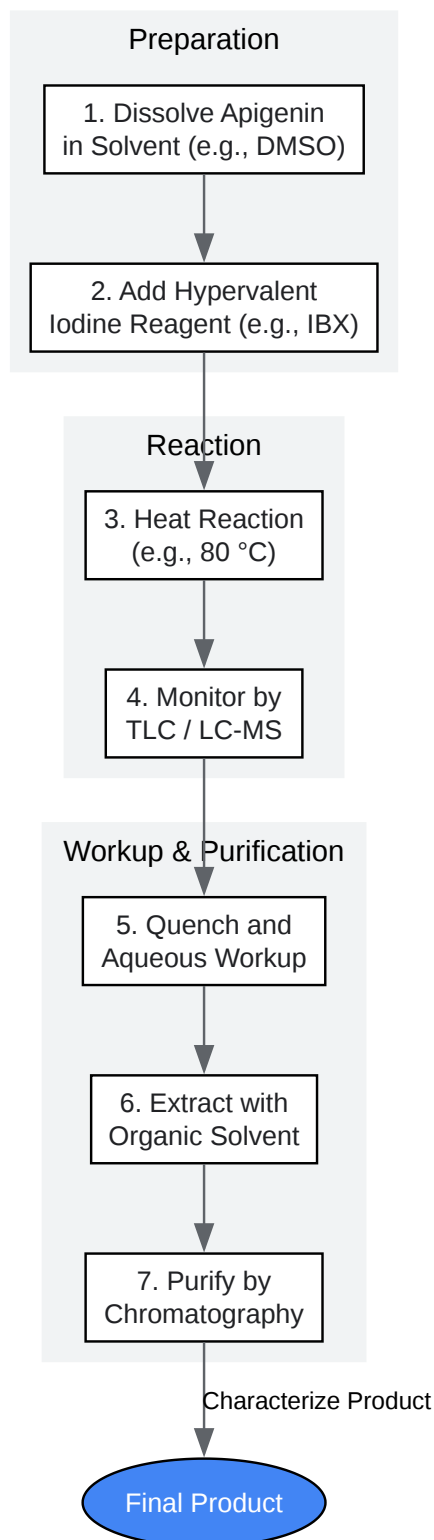 Preparation
1. Dissolve Apigenin
in Solvent (e.g., DMSO)
2. Add Hypervalent
Iodine Reagent (e.g., IBX)
Reaction
3. Heat Reaction
(e.g., 80 °C)
4. Monitor by
TLC / LC-MS
Workup & Purification
5. Quench and
Aqueous Workup
6. Extract with
Organic Solvent
7. Purify by
Chromatography
Characterize Product
Final Product